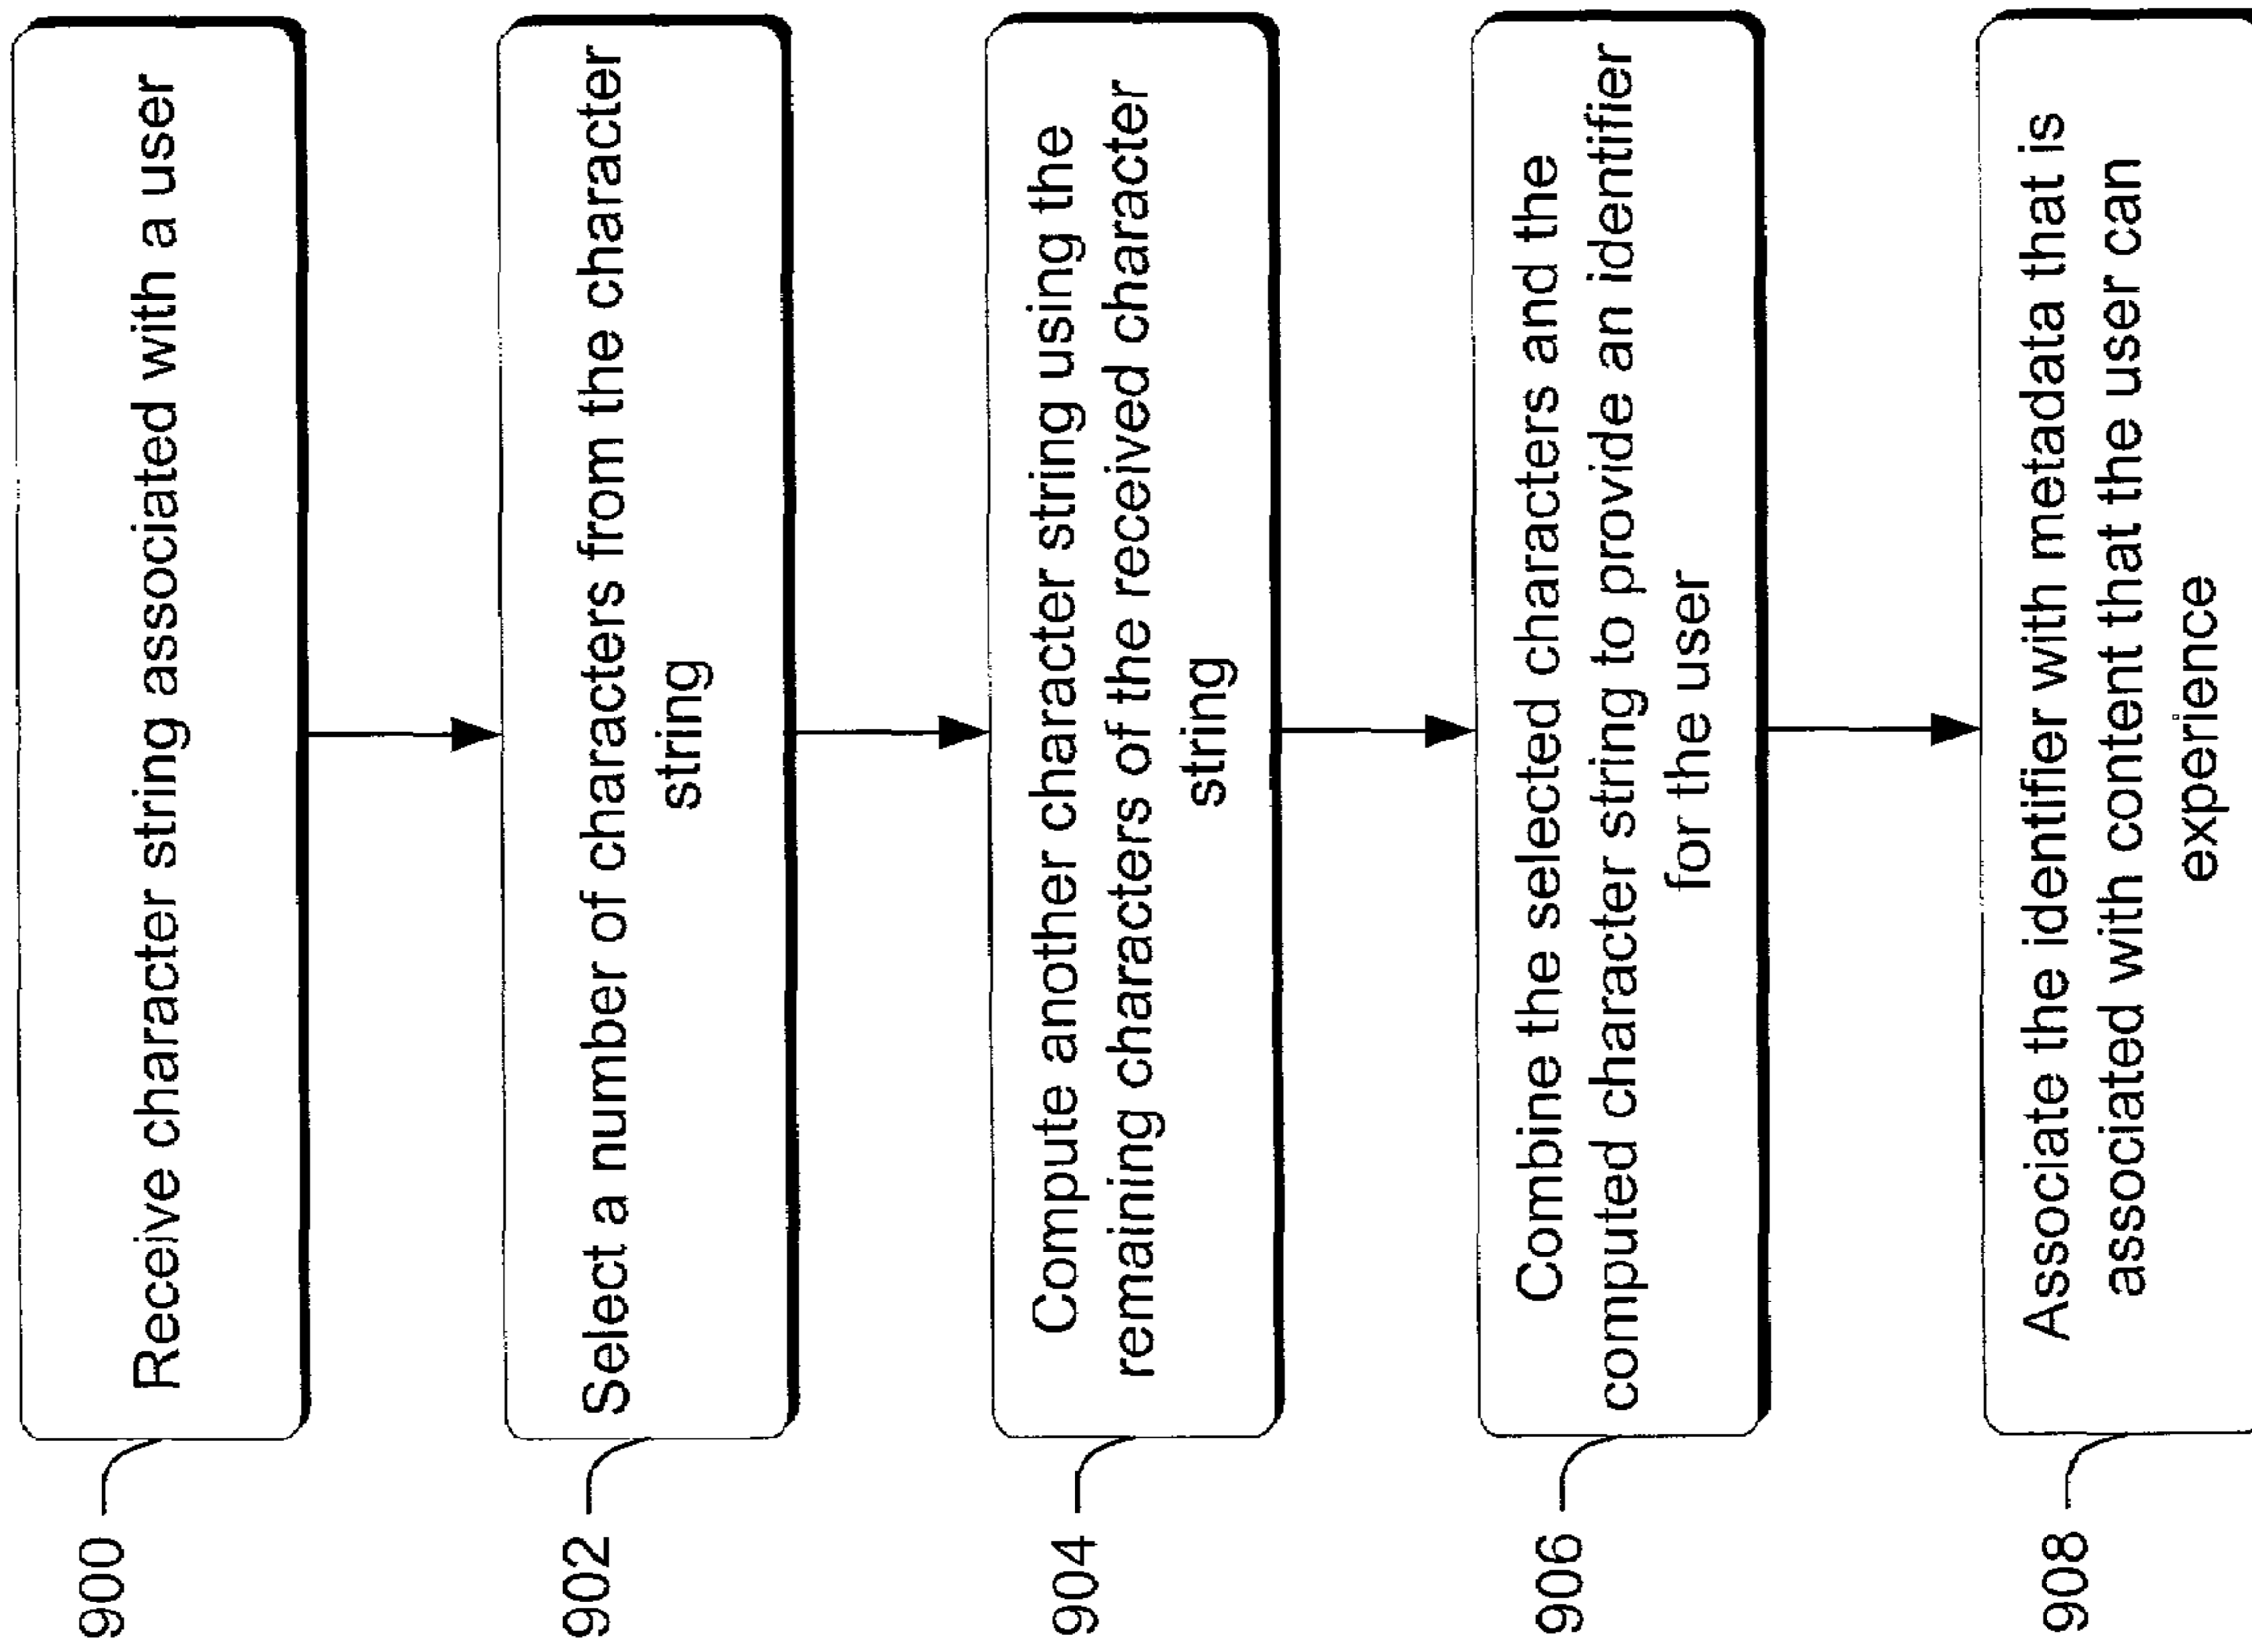 900
Receive character string associated with a user
902
Select a number of characters from the character
string
904
Compute another character string using the
remaining characters of the received character
string
906
Combine the selected characters and the
computed character string to provide an identifier
for the user
908
Associate the identifier with metadata that is
associated with content that the user can
experience